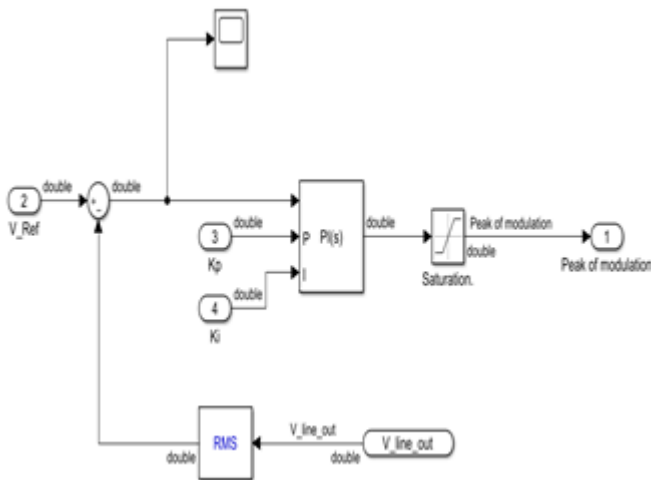 double
double
2
+
-
V_Ref
double
3
Kp
P
PI(s)
double
Peak of modulation
double
1
Saturation.
Peak of modulation
double
4
Ki
I
RMS
V_line_out
V_line_out
double
double